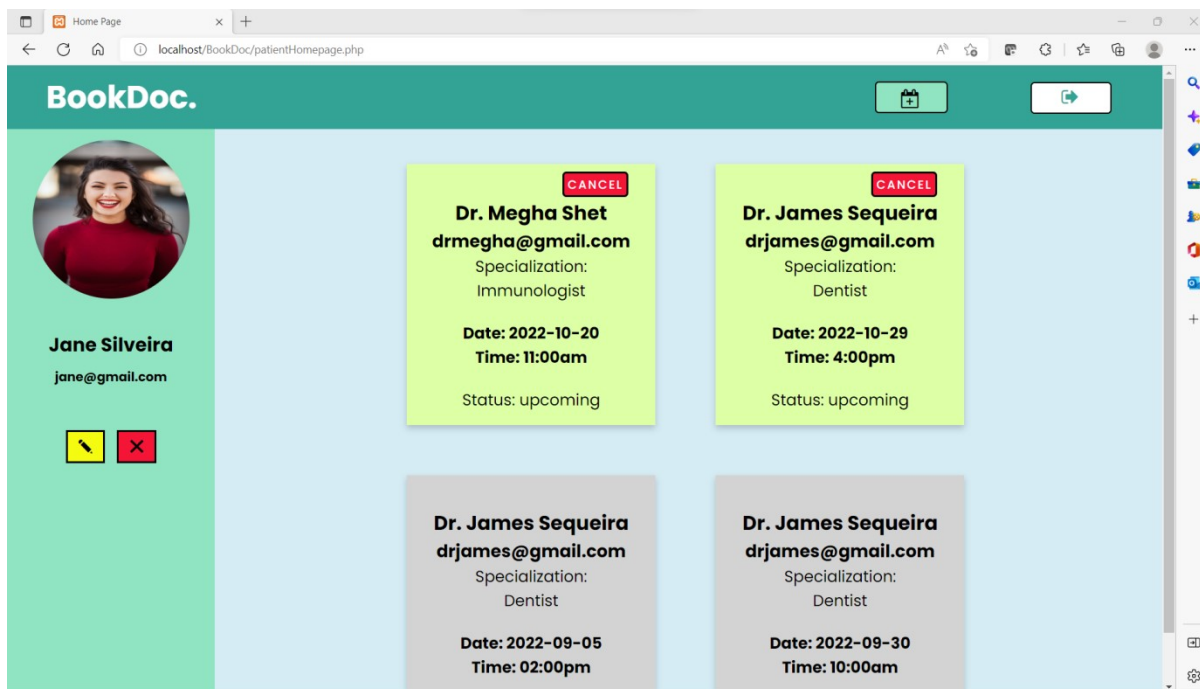 Home Page
localhost/BookDoc/patientHomepage.php
BookDoc.
Jane Silveira
jane@gmail.com
CANCEL
Dr. Megha Shet
drmegha@gmail.com
Specialization:
Immunologist
Date: 2022-10-20
Time: 11:00am
Status: upcoming
CANCEL
Dr. James Sequeira
drjames@gmail.com
Specialization:
Dentist
Date: 2022-10-29
Time: 4:00pm
Status: upcoming
Dr. James Sequeira
drjames@gmail.com
Specialization:
Dentist
Date: 2022-09-05
Time: 02:00pm
Dr. James Sequeira
drjames@gmail.com
Specialization:
Dentist
Date: 2022-09-30
Time: 10:00am